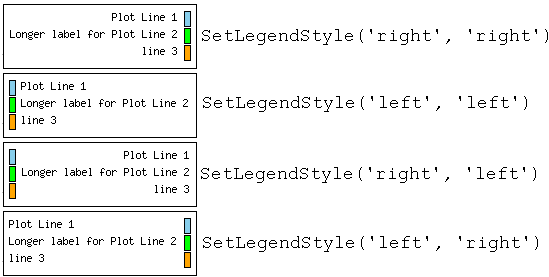 Plot Line 1
Longer label for Plot Line 2
line 3
SetLegendStyle('right', 'right')
Plot Line 1
Longer label for Plot Line 2
line 3
SetLegendStyle('left', 'left')
Plot Line 1
Longer label for Plot Line 2
line 3
SetLegendStyle('right', 'left')
Plot Line 1
Longer label for Plot Line 2
line 3
SetLegendStyle('left', 'right')